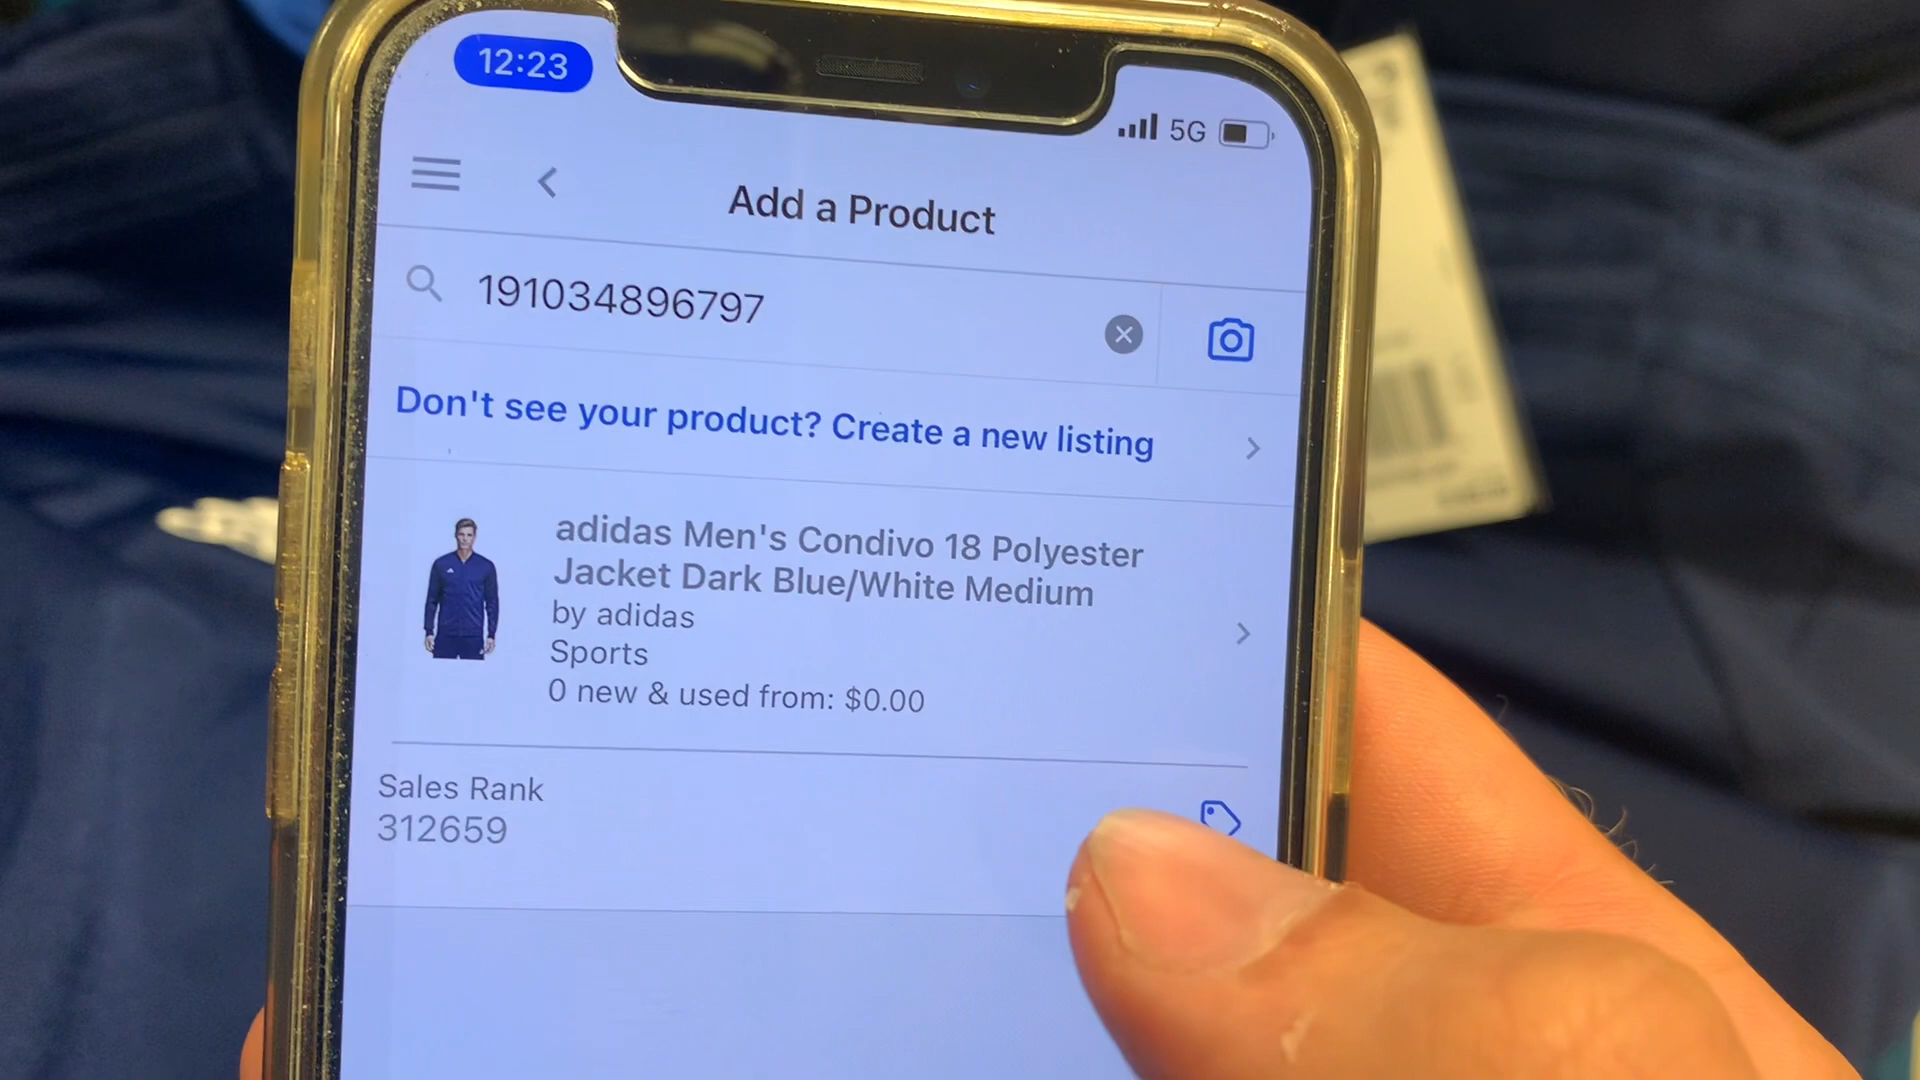 12:23
5G
Add a Product
191034896797
Don't see your product? Create a new listing
adidas Men's Condivo 18 Polyester
Jacket Dark Blue/White Medium
by adidas
Sports
0 new & used from: $0.00
Sales Rank
312659